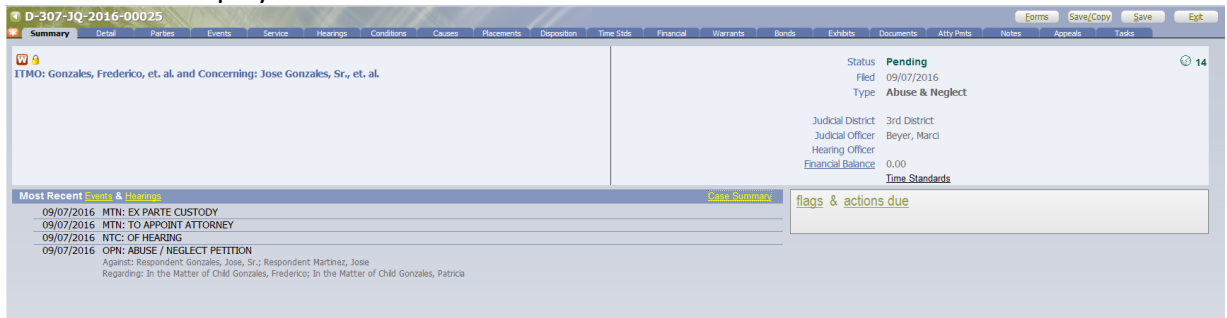 D-307-JQ-2016-00025
Forms Save/Copy Save Exit
Summary Detail Parties Events Service Hearings Conditions Causes Placements Disposition Time Stds Financial Warrants Bonds Exhibits Documents Atty Pmts Notes Appeals Tasks
W
ITMO: Gonzales, Frederico, et. al. and Concerning: Jose Gonzales, Sr., et. al.
Status Pending
14
Filed 09/07/2016
Type Abuse & Neglect
Judicial District 3rd District
Judicial Officer Beyer, Marci
Hearing Officer
Financial Balance 0.00
Time Standards
Most Recent Events & Hearings Case Summary
09/07/2016 MTN: EX PARTE CUSTODY
09/07/2016 MTN: TO APPOINT ATTORNEY
09/07/2016 NTC: OF HEARING
09/07/2016 OPN: ABUSE / NEGLECT PETITION
Against: Respondent Gonzales, Jose, Sr.; Respondent Martinez, Josie
Regarding: In the Matter of Child Gonzales, Frederico; In the Matter of Child Gonzales, Patricia
flags & actions due